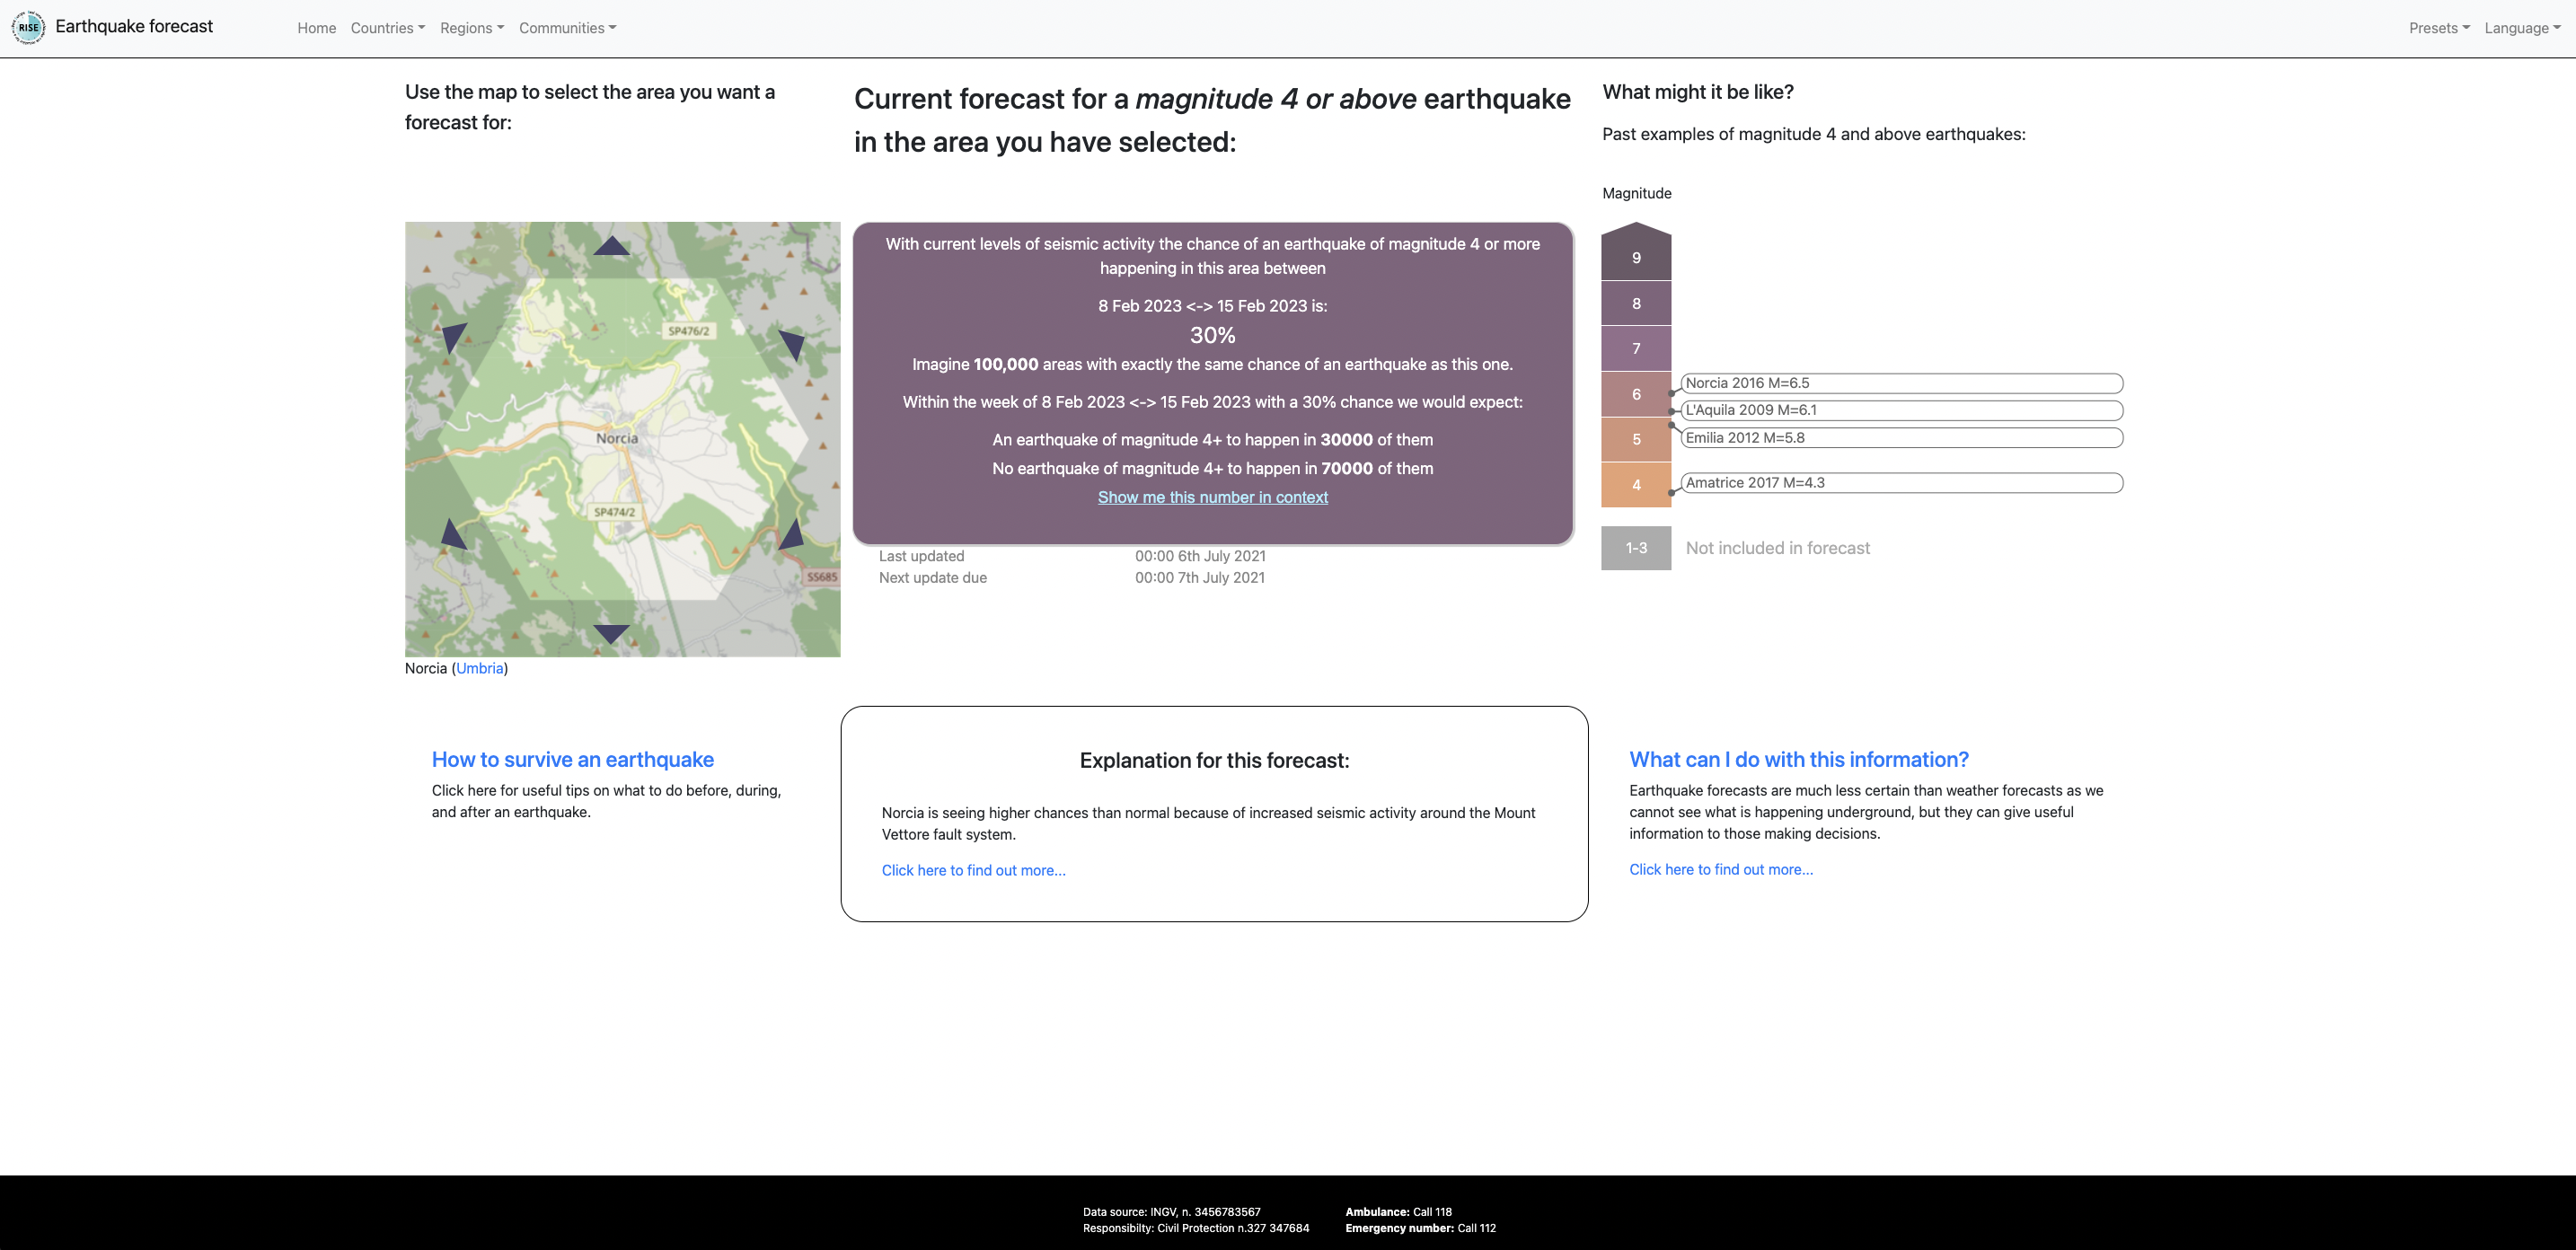 RISE
Earthquake forecast
Home
Countries
Regions
Communities
Presets
Language
Use the map to select the area you want a
forecast for:
SP476/2
Norcia
SP474/2
SS685
Norcia (Umbria)
Current forecast for a magnitude 4 or above earthquake
in the area you have selected:
With current levels of seismic activity the chance of an earthquake of magnitude 4 or more
happening in this area between
8 Feb 2023 <-> 15 Feb 2023 is:
30%
Imagine 100,000 areas with exactly the same chance of an earthquake as this one.
Within the week of 8 Feb 2023 <-> 15 Feb 2023 with a 30% chance we would expect:
An earthquake of magnitude 4+ to happen in 30000 of them
No earthquake of magnitude 4+ to happen in 70000 of them
Show me this number in context
Last updated 00:00 6th July 2021
Next update due 00:00 7th July 2021
What might it be like?
Past examples of magnitude 4 and above earthquakes:
Magnitude
9
8
7
6
5
4
1-3
Norcia 2016 M=6.5
L'Aquila 2009 M=6.1
Emilia 2012 M=5.8
Amatrice 2017 M=4.3
Not included in forecast
How to survive an earthquake
Click here for useful tips on what to do before, during,
and after an earthquake.
Explanation for this forecast:
Norcia is seeing higher chances than normal because of increased seismic activity around the Mount
Vettore fault system.
Click here to find out more...
What can I do with this information?
Earthquake forecasts are much less certain than weather forecasts as we
cannot see what is happening underground, but they can give useful
information to those making decisions.
Click here to find out more...
Data source: INGV, n. 3456783567
Responsibilty: Civil Protection n.327 347684
Ambulance: Call 118
Emergency number: Call 112